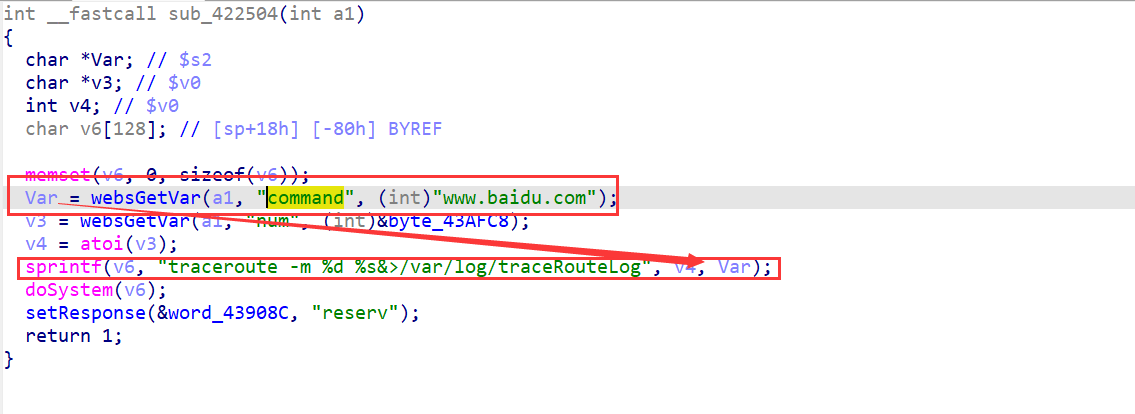 int __fastcall sub_422504(int a1)
{
char *Var; // $s2
char *v3; // $v0
int v4; // $v0
char v6[128]; // [sp+18h] [-80h] BYREF
memset(v6, 0, sizeof(v6));
Var = websGetVar(a1, "command", (int)"www.baidu.com");
v3 = websGetVar(a1, "num", (int)&byte_43AFC8);
v4 = atoi(v3);
sprintf(v6, "traceroute -m %d %s&>/var/log/traceRouteLog", v4, Var);
doSystem(v6);
setResponse(&word_43908C, "reserv");
return 1;
}